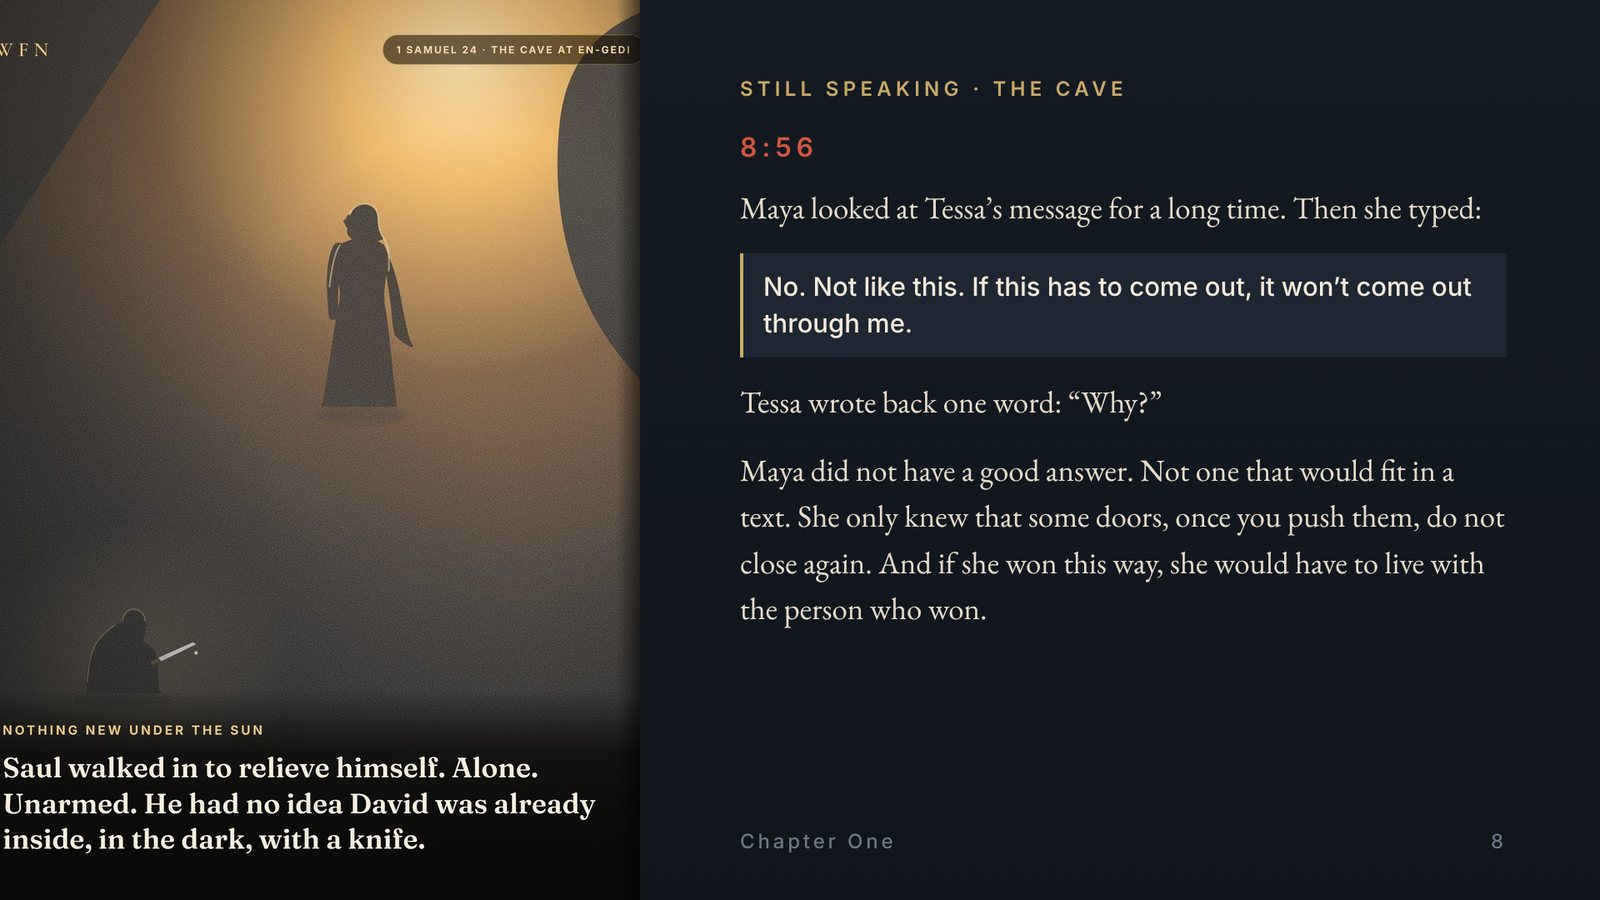 WFN
1 SAMUEL 24 · THE CAVE AT EN-GEDI
NOTHING NEW UNDER THE SUN
Saul walked in to relieve himself. Alone.
Unarmed. He had no idea David was already
inside, in the dark, with a knife.
STILL SPEAKING · THE CAVE
8:56
Maya looked at Tessa’s message for a long time. Then she typed:
No. Not like this. If this has to come out, it won’t come out
through me.
Tessa wrote back one word: “Why?”
Maya did not have a good answer. Not one that would fit in a
text. She only knew that some doors, once you push them, do not
close again. And if she won this way, she would have to live with
the person who won.
Chapter One
8